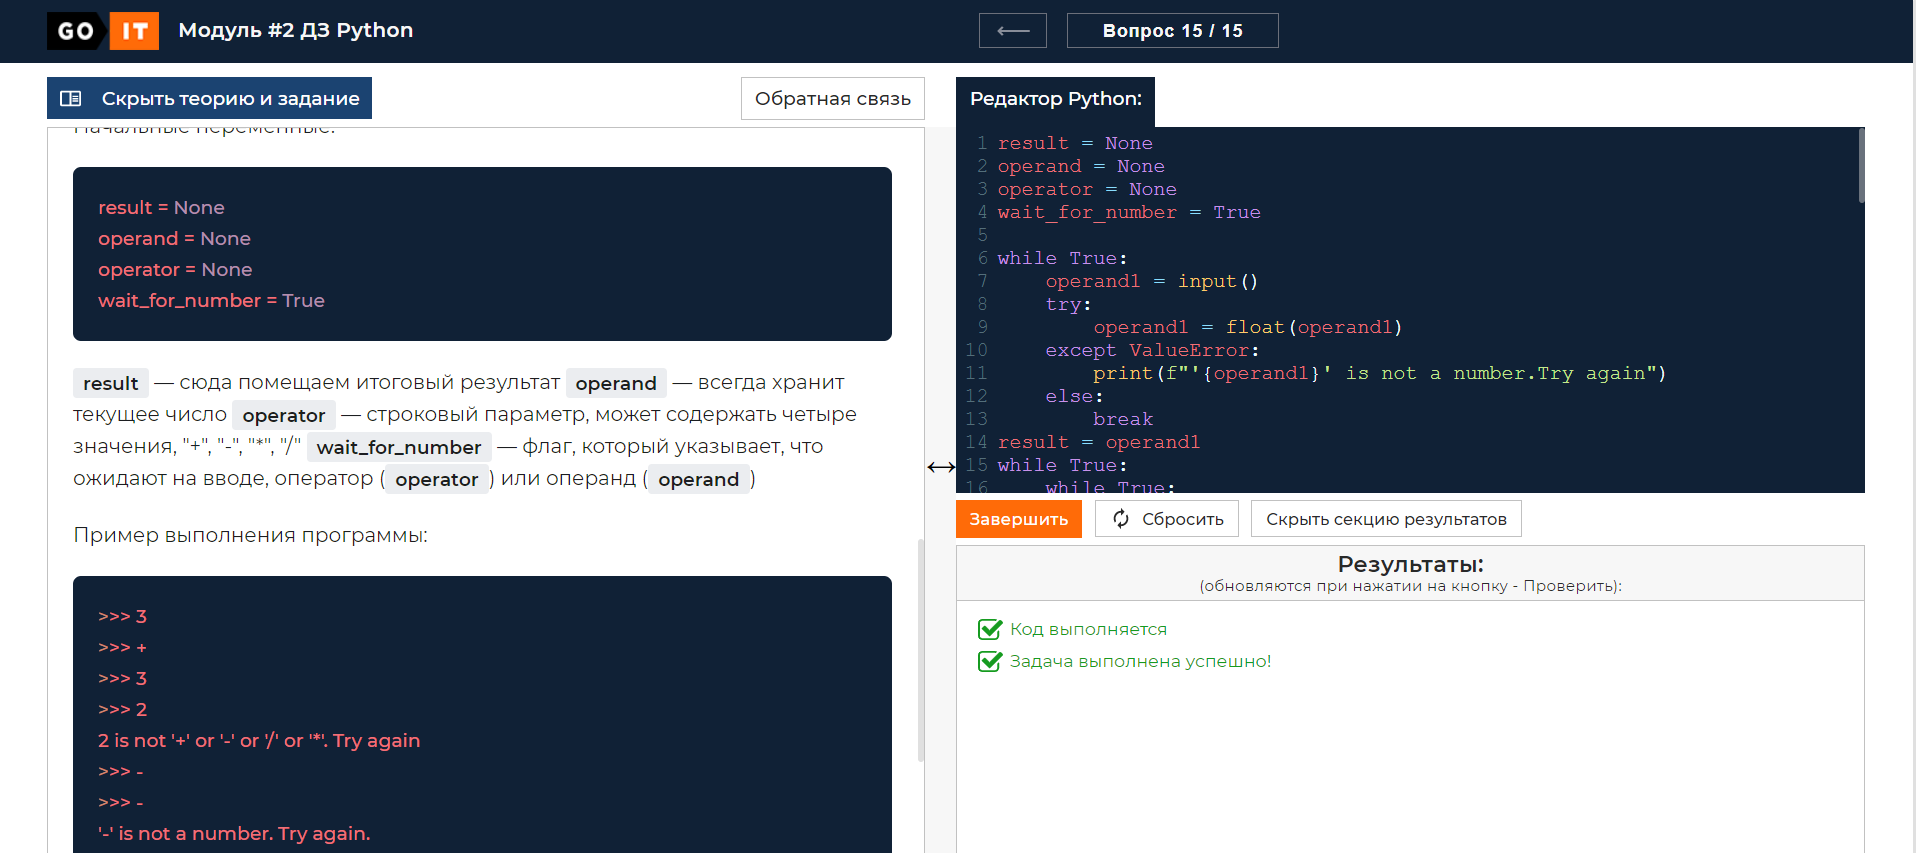 GO IT Модуль #2 ДЗ Python
Вопрос 15 / 15
Скрыть теорию и задание
Обратная связь
Начальные переменные:
result = None
operand = None
operator = None
wait_for_number = True
result — сюда помещаем итоговый результат operand — всегда хранит
текущее число operator — строковый параметр, может содержать четыре
значения, "+", "-", "*", "/" wait_for_number — флаг, который указывает, что
ожидают на вводе, оператор ( operator ) или операнд ( operand )
Пример выполнения программы:
>>> 3
>>> +
>>> 3
>>> 2
2 is not '+' or '-' or '/' or '*'. Try again
>>> -
>>> -
'-' is not a number. Try again.
Редактор Python:
1 result = None
2 operand = None
3 operator = None
4 wait_for_number = True
5
6 while True:
7     operand1 = input()
8     try:
9         operand1 = float(operand1)
10     except ValueError:
11         print(f"'{operand1}' is not a number.Try again")
12     else:
13         break
14 result = operand1
15 while True:
16     while True:
Завершить
Сбросить
Скрыть секцию результатов
Результаты:
(обновляются при нажатии на кнопку - Проверить):
Код выполняется
Задача выполнена успешно!